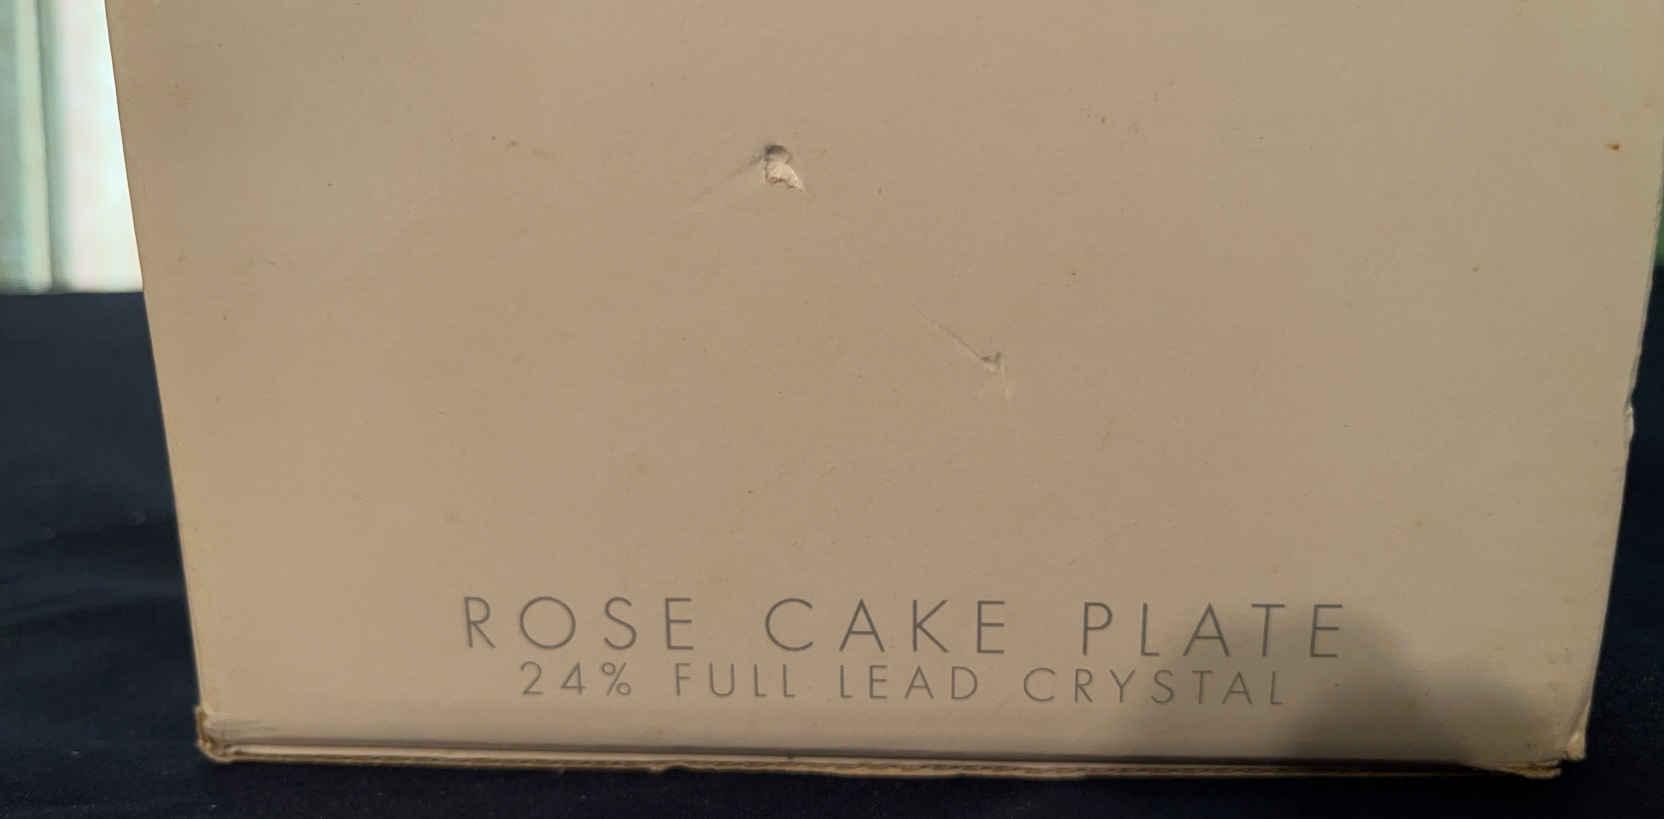 ROSE CAKE PLATE
24% FULL LEAD CRYSTAL